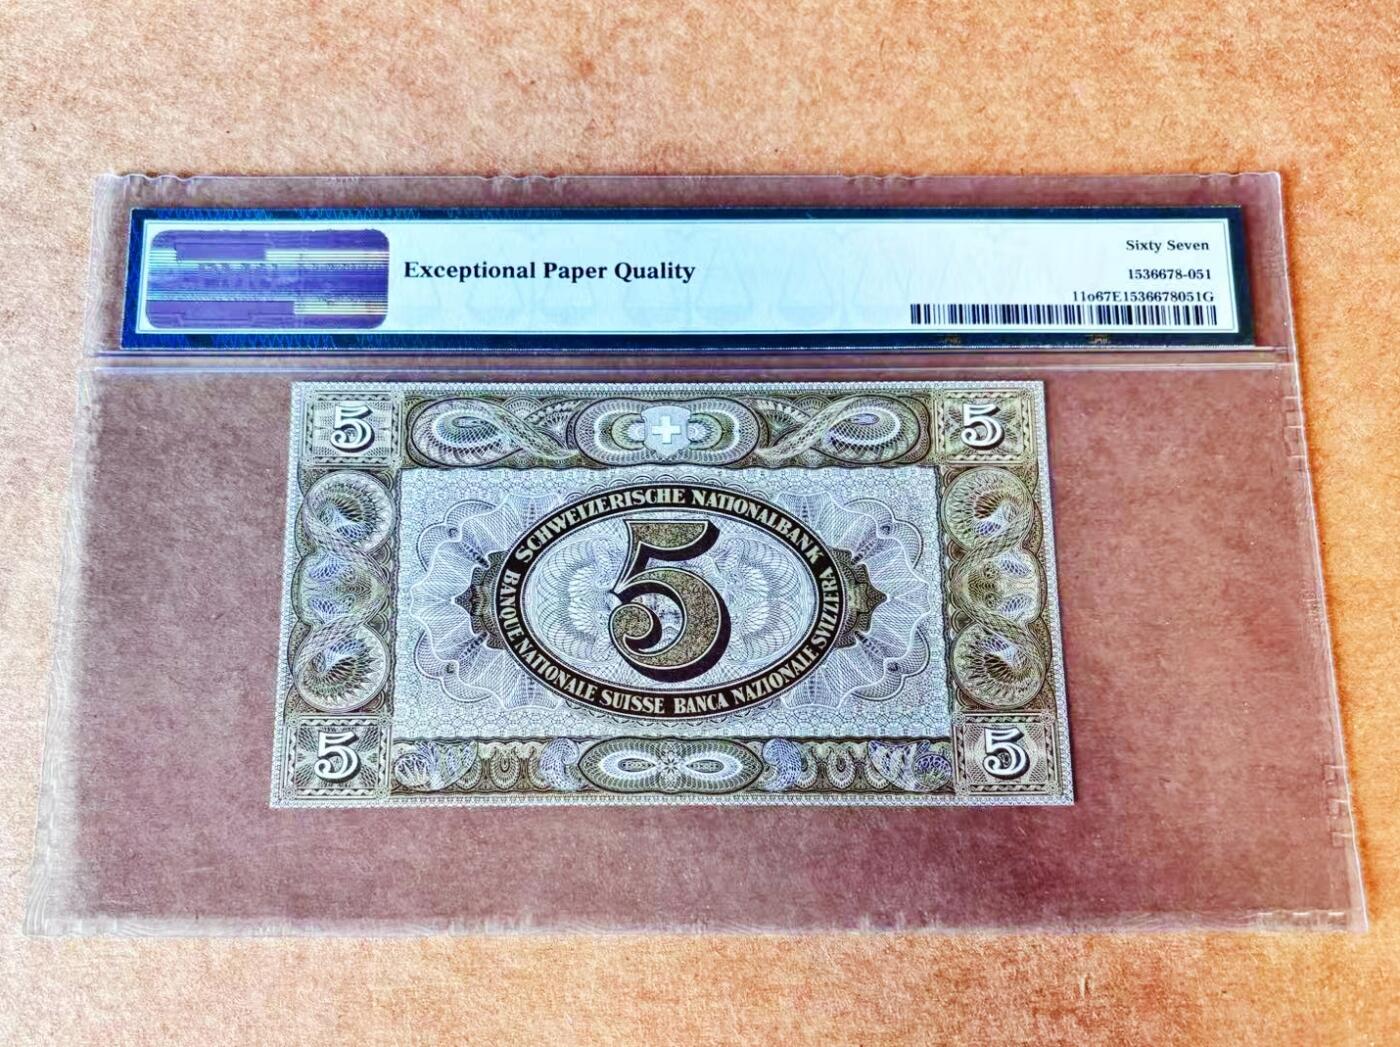 Sixty Seven
Exceptional Paper Quality
1536678-051
11067E1536678051G
5
5
SCHWEIZERISCHE NATIONALBANK
5
BANQUE NATIONALE SUISSE BANCA NAZIONALE SVIZZERA
5
5